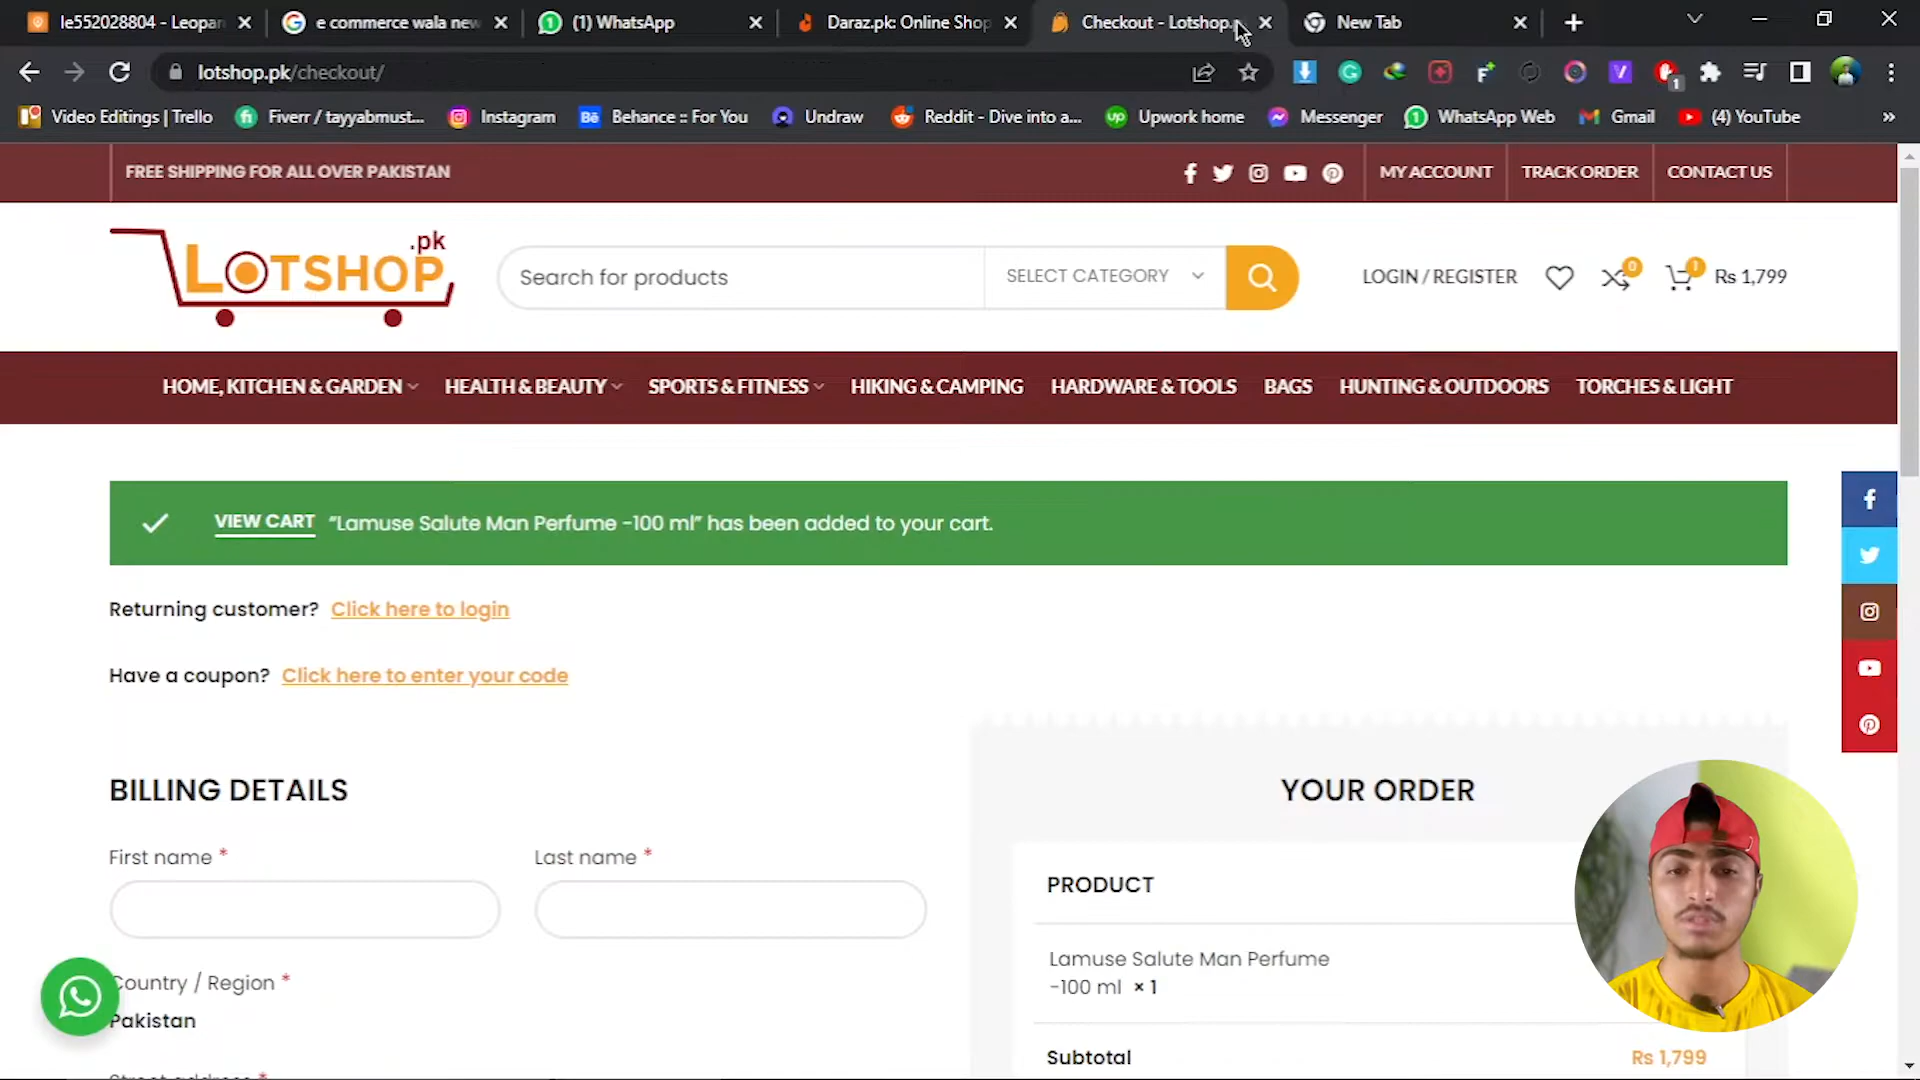 le552028804 - Leopar
e commerce wala new
(1) WhatsApp
Daraz.pk: Online Shop
Checkout - Lotshop.
New Tab
lotshop.pk/checkout/
1
Video Editings | Trello
Fiverr / tayyabmust...
Instagram
Behance :: For You
Undraw
Reddit - Dive into a...
Upwork home
Messenger
WhatsApp Web
Gmail
(4) YouTube
»
FREE SHIPPING FOR ALL OVER PAKISTAN
MY ACCOUNT
TRACK ORDER
CONTACT US
LOTSHOP.pk
Search for products
SELECT CATEGORY
LOGIN / REGISTER
0
1
Rs 1,799
HOME, KITCHEN & GARDEN
HEALTH & BEAUTY
SPORTS & FITNESS
HIKING & CAMPING
HARDWARE & TOOLS
BAGS
HUNTING & OUTDOORS
TORCHES & LIGHT
VIEW CART “Lamuse Salute Man Perfume -100 ml” has been added to your cart.
Returning customer? Click here to login
Have a coupon? Click here to enter your code
BILLING DETAILS
First name *
Last name *
Country / Region *
Pakistan
Street address *
YOUR ORDER
PRODUCT
Lamuse Salute Man Perfume
-100 ml × 1
Subtotal
Rs 1,799